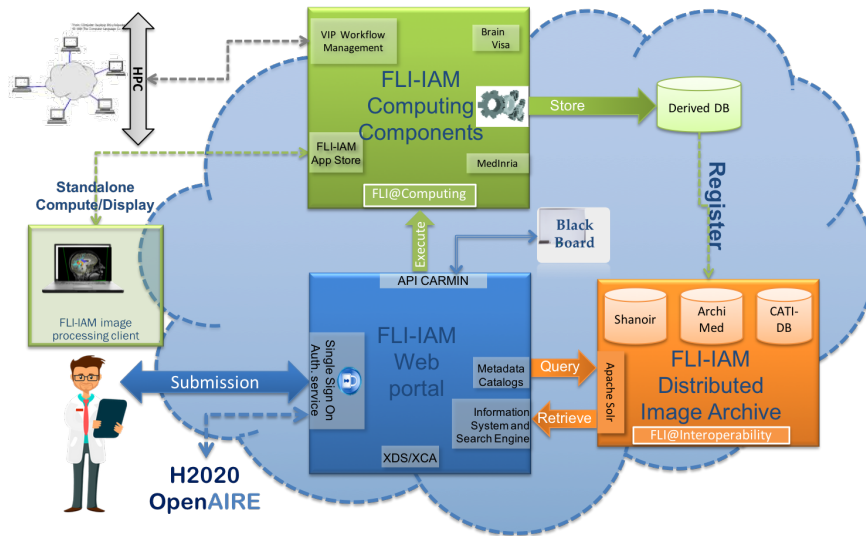 VIP Workflow
Management
Brain
Visa
HPC
FLI-IAM
Computing
Components
Store
Derived DB
FLI-IAM
App Store
MedInria
FLI@Computing
Standalone
Compute/Display
Register
Execute
Black
Board
API CARMIN
FLI-IAM image
processing client
Shanoir
Archi
Med
CATI-
DB
FLI-IAM
Web
portal
Single Sign On
Auth. service
Submission
Metadata
Catalogs
Query
Apache Solr
FLI-IAM
Distributed
Image Archive
Information
System and
Search Engine
Retrieve
FLI@Interoperability
XDS/XCA
H2020
OpenAIRE